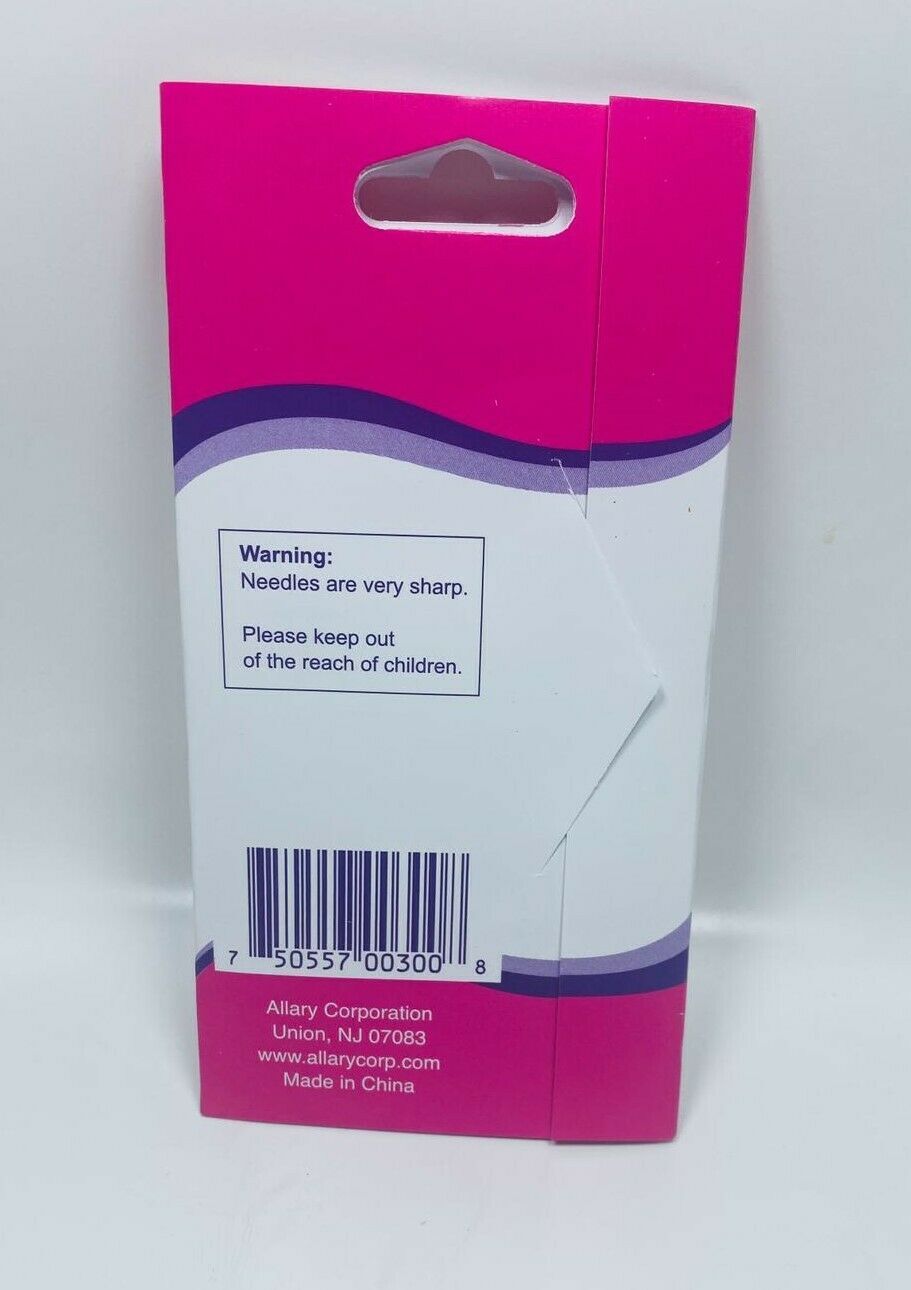 Warning:
Needles are very sharp.
Please keep out
of the reach of children.
7 50557 00300 8
Allary Corporation
Union, NJ 07083
www.allarycorp.com
Made in China